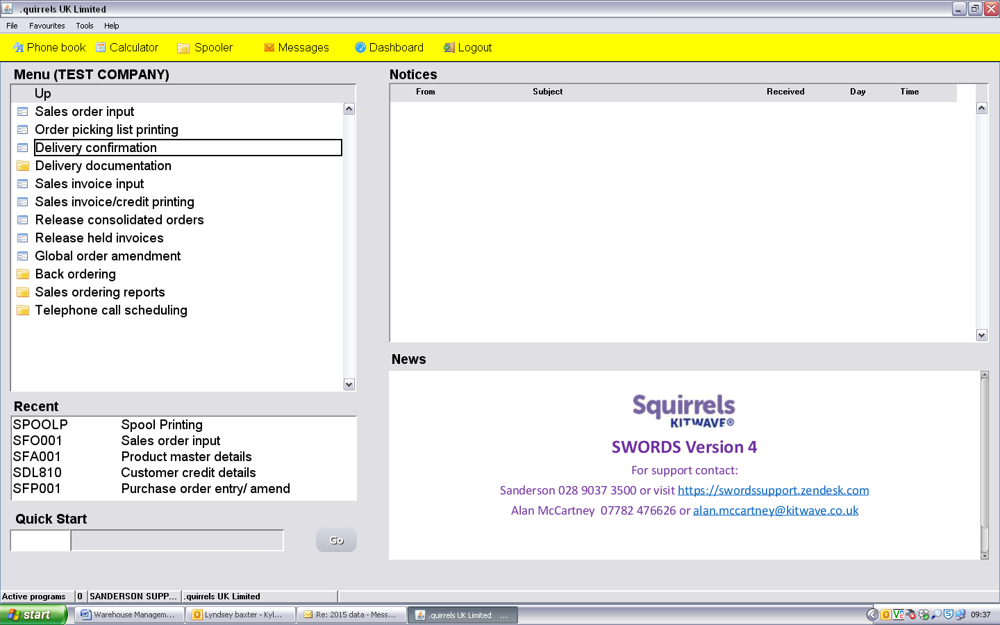 .quirrels UK Limited
File Favourites Tools Help
Phone book Calculator Spooler Messages Dashboard Logout
Menu (TEST COMPANY)
Up
Sales order input
Order picking list printing
Delivery confirmation
Delivery documentation
Sales invoice input
Sales invoice/credit printing
Release consolidated orders
Release held invoices
Global order amendment
Back ordering
Sales ordering reports
Telephone call scheduling
Recent
SPOOLP Spool Printing
SFO001 Sales order input
SFA001 Product master details
SDL810 Customer credit details
SFP001 Purchase order entry/ amend
Quick Start
Go
Notices
From Subject Received Day Time
News
Squirrels
KITWAVE®
SWORDS Version 4
For support contact:
Sanderson 028 9037 3500 or visit https://swordssupport.zendesk.com
Alan McCartney 07782 476626 or alan.mccartney@kitwave.co.uk
Active programs 0 SANDERSON SUPP... .quirrels UK Limited
start Warehouse Managem... Lyndsey baxter - Kyl... Re: 2015 data - Mess... .quirrels UK Limited ... 09:37